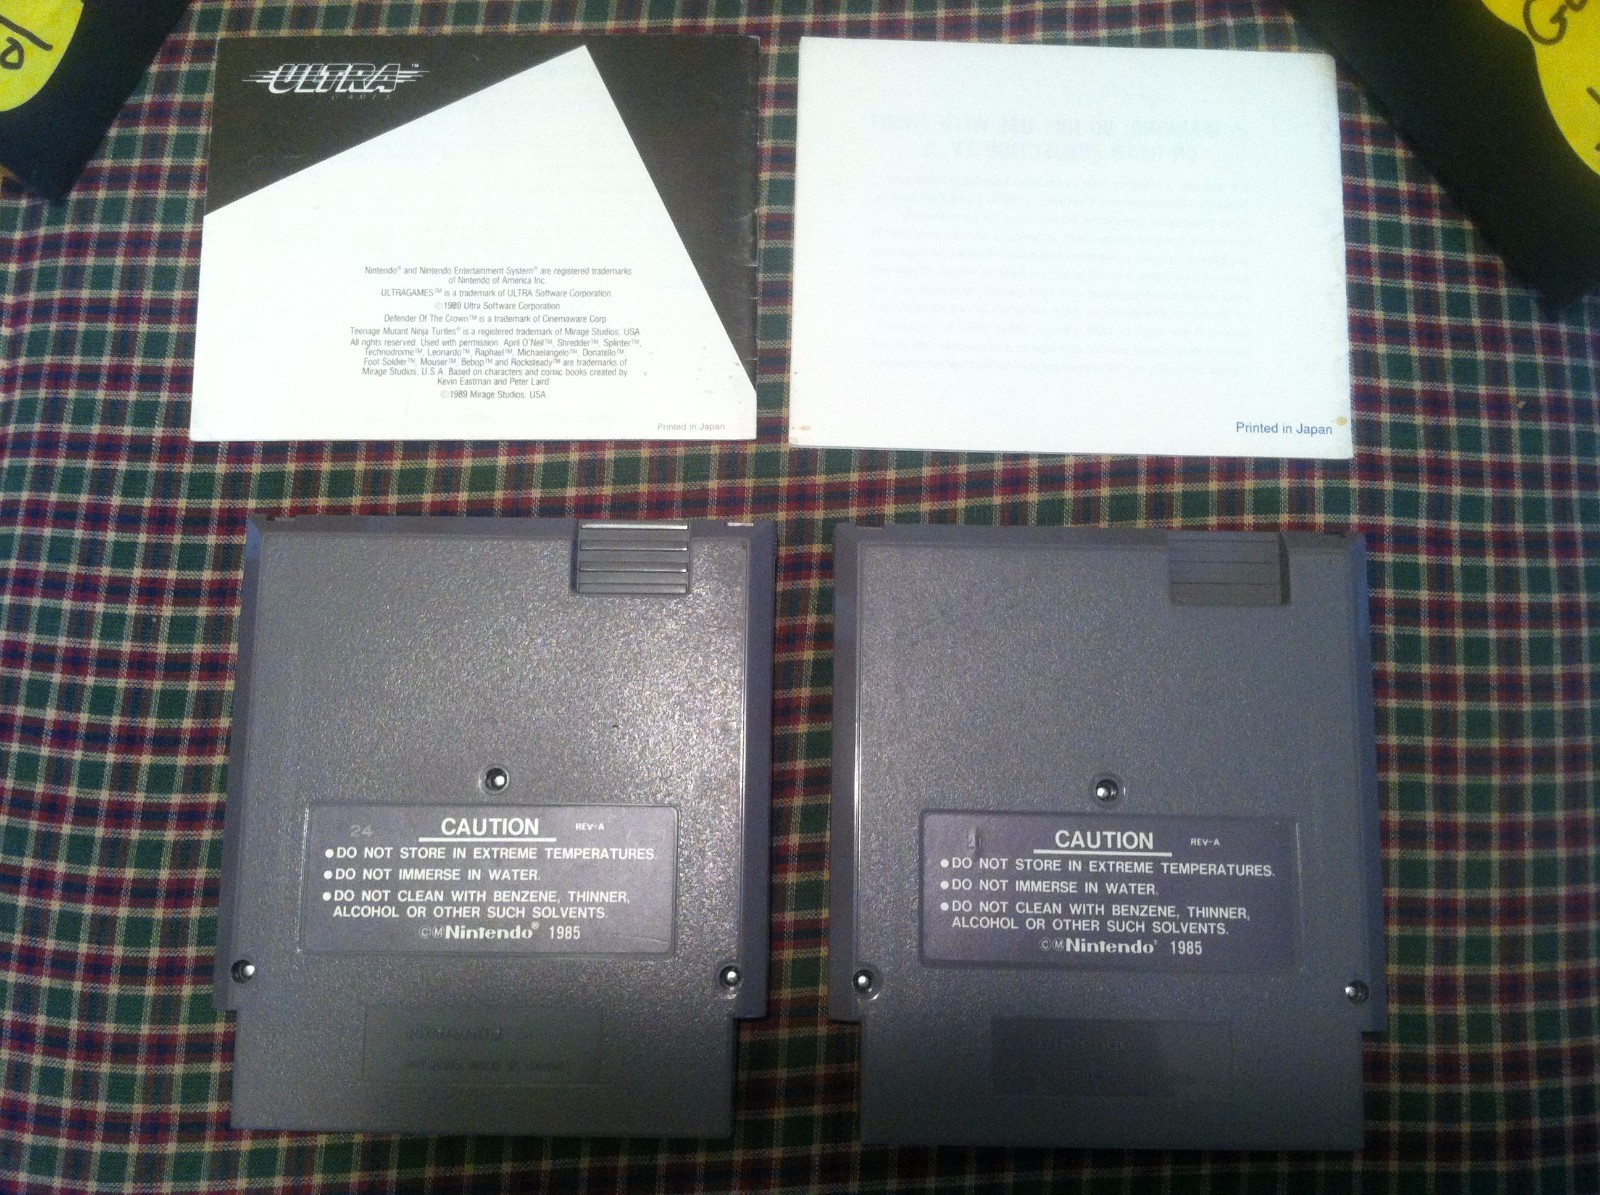 ULTRA™
GAMES
Nintendo® and Nintendo Entertainment System® are registered trademarks
of Nintendo of America Inc.
ULTRAGAMES™ is a trademark of ULTRA Software Corporation
©1989 Ultra Software Corporation
Defender Of The Crown™ is a trademark of Cinemaware Corp
Teenage Mutant Ninja Turtles® is a registered trademark of Mirage Studios, USA
All rights reserved. Used with permission. April O'Neil™, Shredder™, Splinter™,
Technodrome™, Leonardo™, Raphael™, Michaelangelo™, Donatello™,
Foot Soldier™, Mouser™, Bebop™ and Rocksteady™ are trademarks of
Mirage Studios, U.S.A. Based on characters and comic books created by
Kevin Eastman and Peter Laird
©1989 Mirage Studios, USA
Printed in Japan
Printed in Japan
24
CAUTION REV-A
●DO NOT STORE IN EXTREME TEMPERATURES.
●DO NOT IMMERSE IN WATER.
●DO NOT CLEAN WITH BENZENE, THINNER,
ALCOHOL OR OTHER SUCH SOLVENTS.
ⒸⓂNintendo® 1985
CAUTION REV-A
●DO NOT STORE IN EXTREME TEMPERATURES.
●DO NOT IMMERSE IN WATER.
●DO NOT CLEAN WITH BENZENE, THINNER,
ALCOHOL OR OTHER SUCH SOLVENTS.
ⒸⓂNintendo® 1985
Nintendo